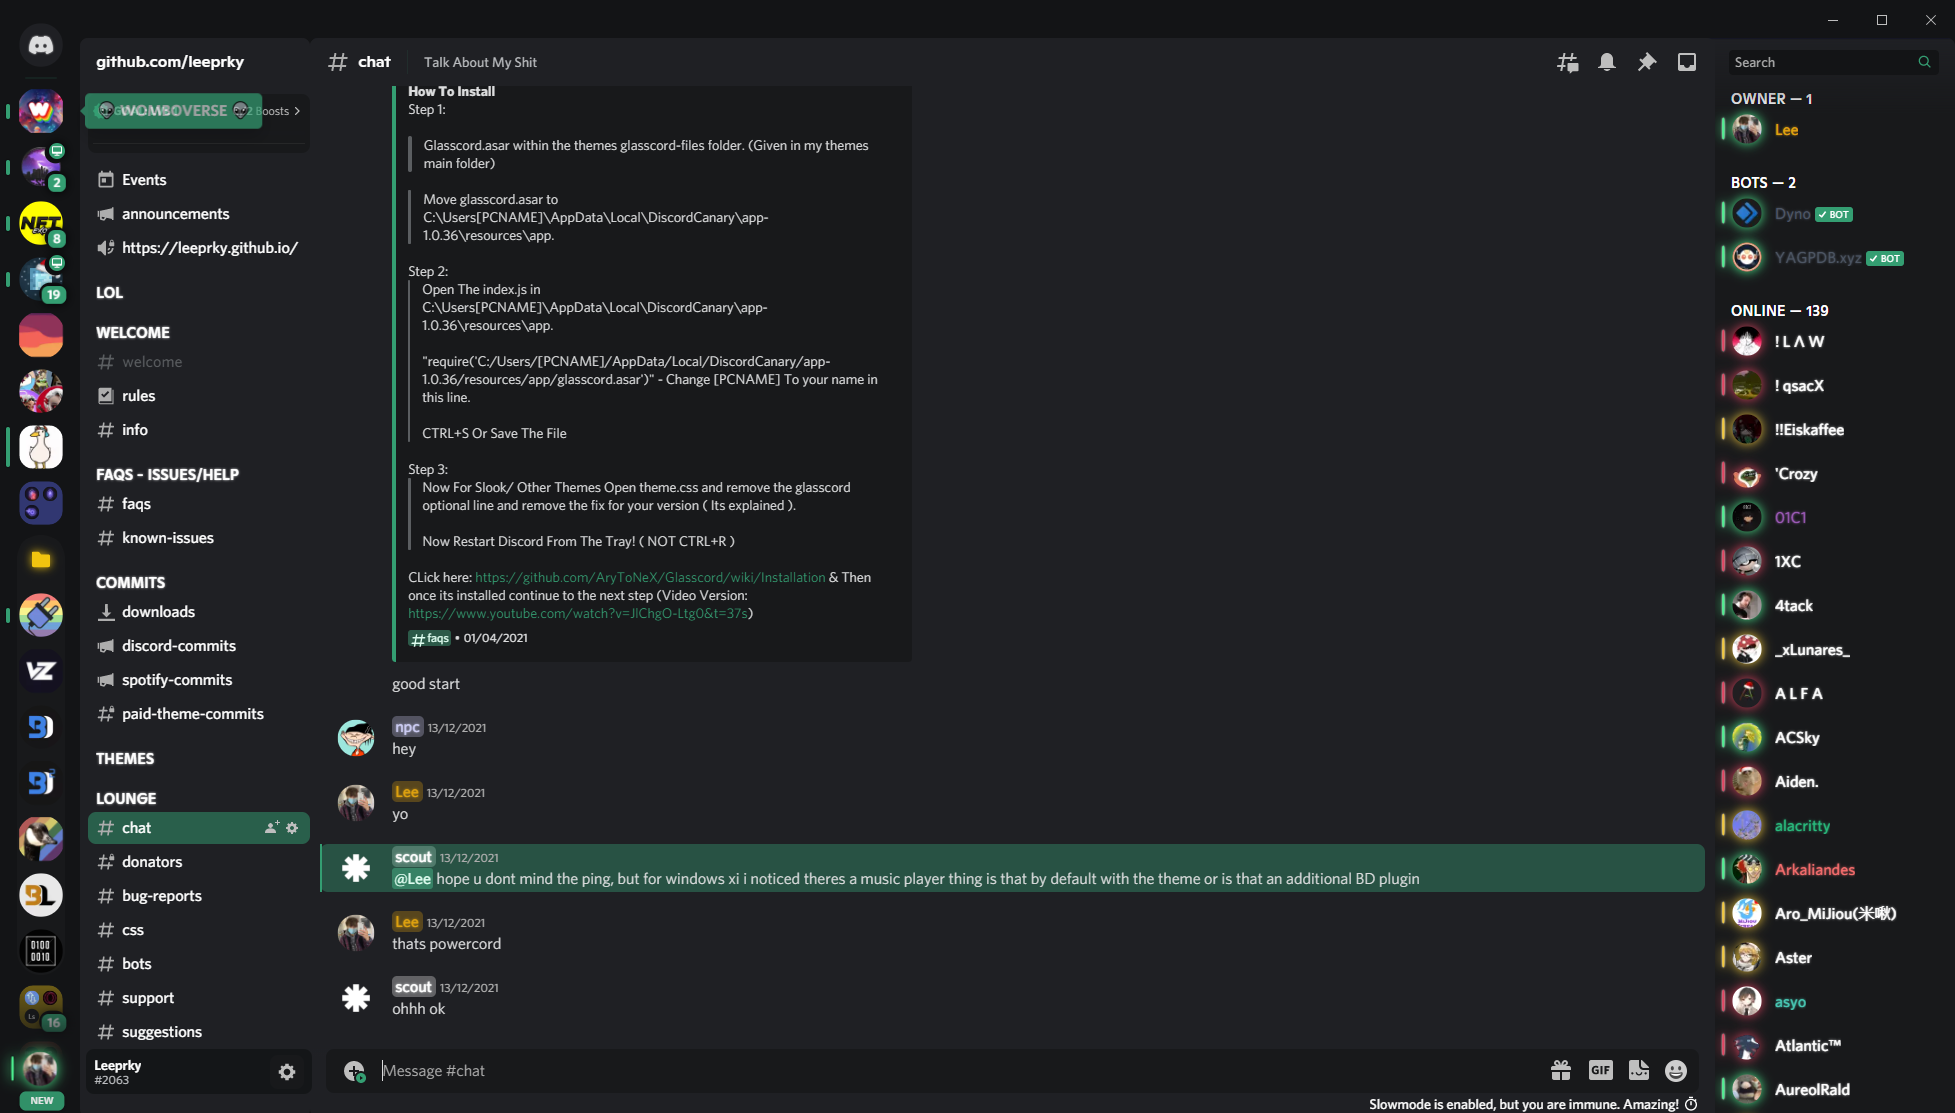 github.com/leeprky
WOMBOVERSE
2 Boosts
Events
announcements
https://leeprky.github.io/
LOL
WELCOME
welcome
rules
info
FAQS - ISSUES/HELP
faqs
known-issues
COMMITS
downloads
discord-commits
spotify-commits
paid-theme-commits
THEMES
LOUNGE
chat
donators
bug-reports
css
bots
support
suggestions
Leeprky
#2063
2
NFT
8
19
VZ
BL
0100
0010
Ls
16
NEW
chat
Talk About My Shit
How To Install
Step 1:
Glasscord.asar within the themes glasscord-files folder. (Given in my themes
main folder)
Move glasscord.asar to
C:\Users[PCNAME]\AppData\Local\DiscordCanary\app-
1.0.36\resources\app.
Step 2:
Open The index.js in
C:\Users[PCNAME]\AppData\Local\DiscordCanary\app-
1.0.36\resources\app.
"require('C:/Users/[PCNAME]/AppData/Local/DiscordCanary/app-
1.0.36/resources/app/glasscord.asar')" - Change [PCNAME] To your name in
this line.
CTRL+S Or Save The File
Step 3:
Now For Slook/ Other Themes Open theme.css and remove the glasscord
optional line and remove the fix for your version ( Its explained ).
Now Restart Discord From The Tray! ( NOT CTRL+R )
CLick here: https://github.com/AryToNeX/Glasscord/wiki/Installation & Then
once its installed continue to the next step (Video Version:
https://www.youtube.com/watch?v=JlChgO-Ltg0&t=37s)
#faqs • 01/04/2021
good start
npc 13/12/2021
hey
Lee 13/12/2021
yo
scout 13/12/2021
@Lee hope u dont mind the ping, but for windows xi i noticed theres a music player thing is that by default with the theme or is that an additional BD plugin
Lee 13/12/2021
thats powercord
scout 13/12/2021
ohhh ok
Message #chat
GIF
Slowmode is enabled, but you are immune. Amazing!
Search
OWNER — 1
Lee
BOTS — 2
Dyno ✓ BOT
YAGPDB.xyz ✓ BOT
ONLINE — 139
! L Λ W
! qsacX
!!Eiskaffee
'Crozy
01C1
1XC
4tack
_xLunares_
A L F A
ACSky
Aiden.
alacritty
Arkaliandes
Aro_MiJiou(米啾)
Aster
asyo
Atlantic™
AureolRald